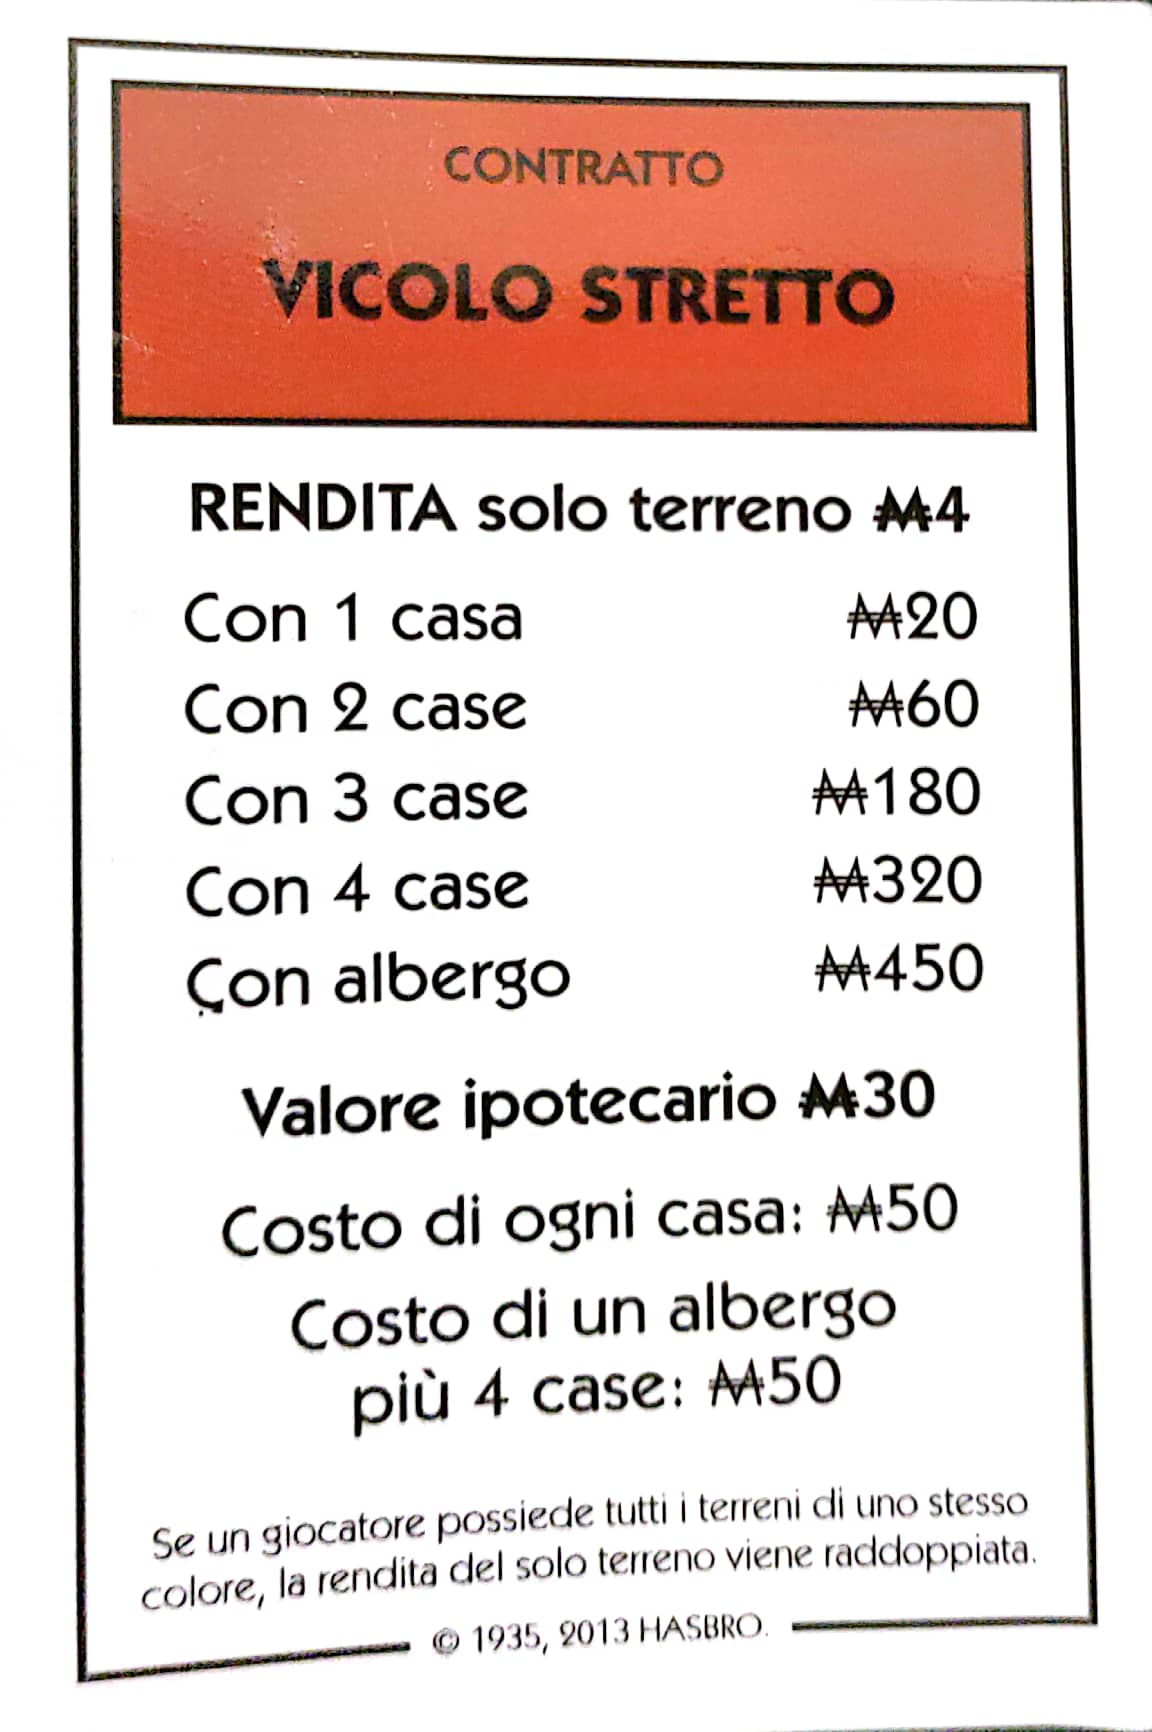 CONTRATTO
VICOLO STRETTO
RENDITA solo terreno ₩4
Con 1 casa ₩20
Con 2 case ₩60
Con 3 case ₩180
Con 4 case ₩320
Con albergo ₩450
Valore ipotecario ₩30
Costo di ogni casa: ₩50
Costo di un albergo
più 4 case: ₩50
Se un giocatore possiede tutti i terreni di uno stesso
colore, la rendita del solo terreno viene raddoppiata.
© 1935, 2013 HASBRO.